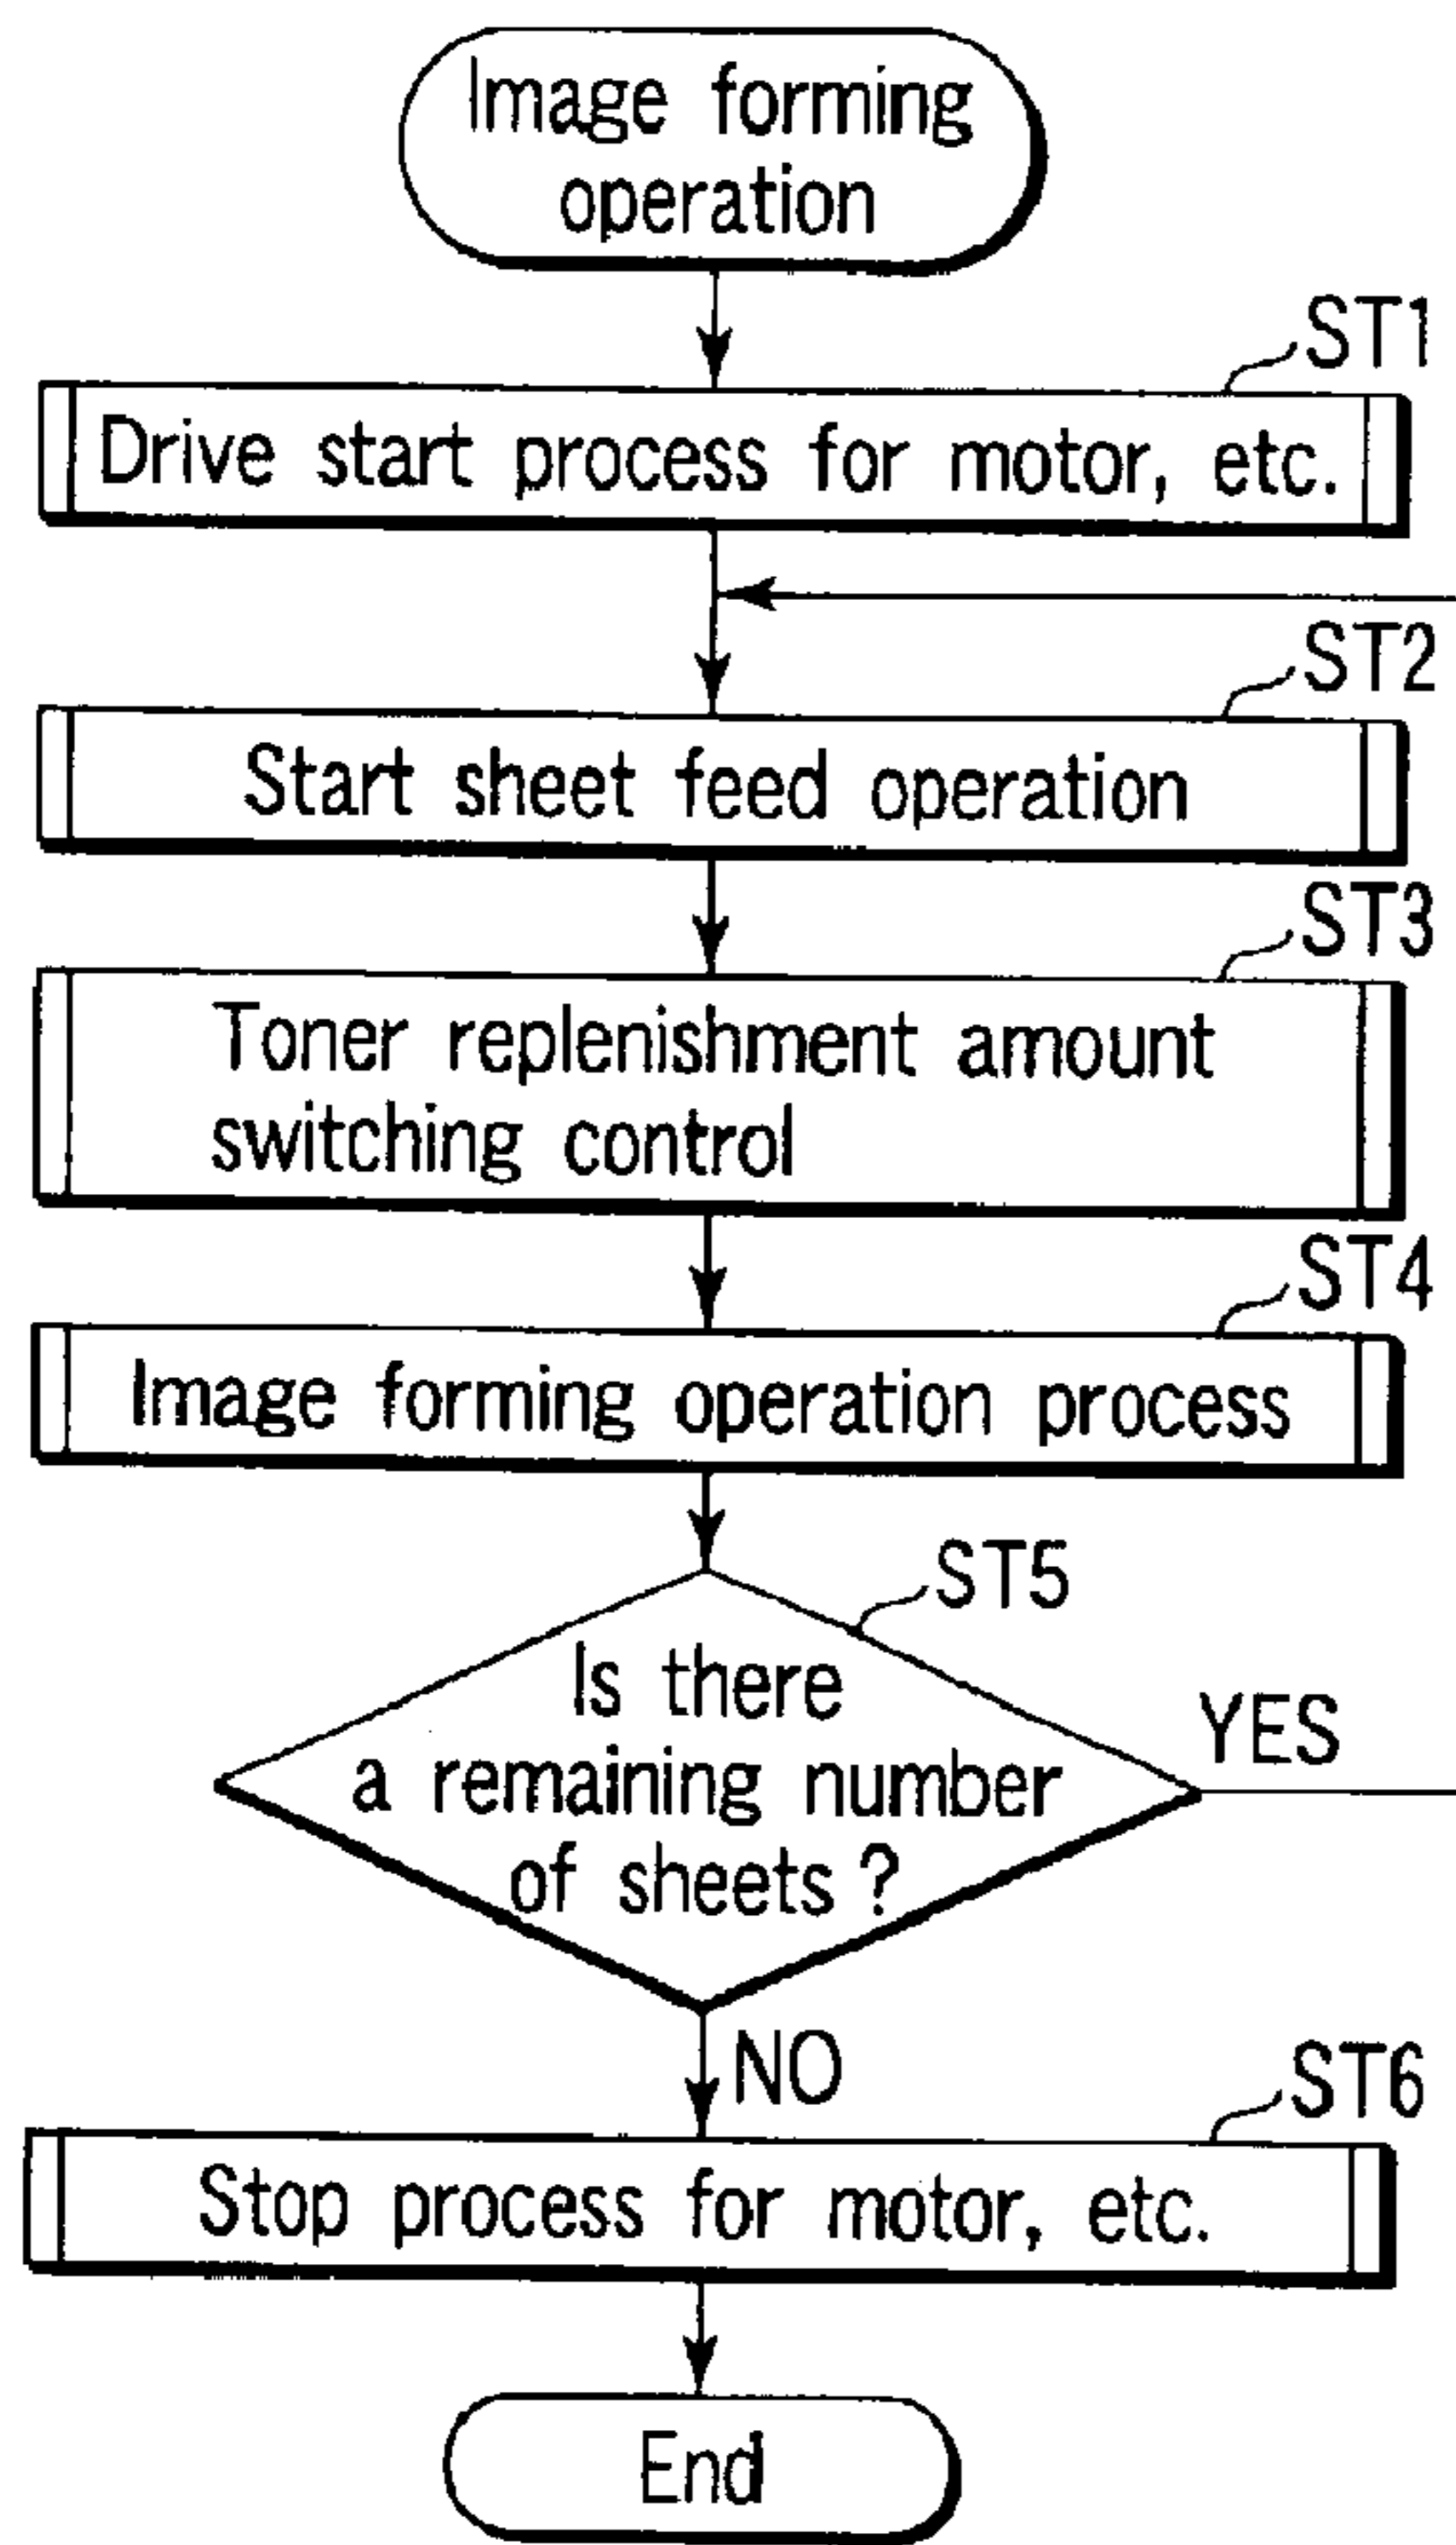 Image forming
operation
ST1
Drive start process for motor, etc.
ST2
Start sheet feed operation
ST3
Toner replenishment amount
switching control
ST4
Image forming operation process
ST5
Is there
a remaining number
of sheets ?
YES
NO
ST6
Stop process for motor, etc.
End